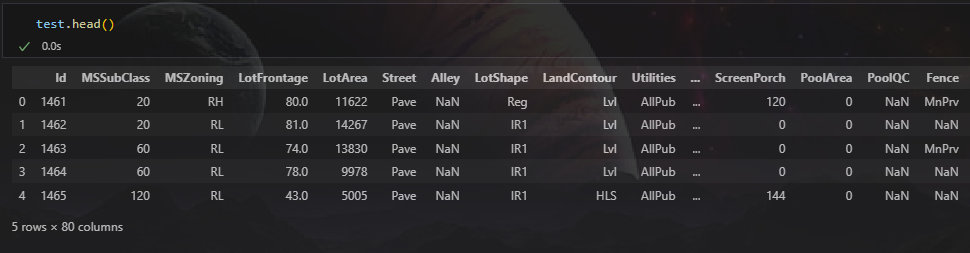 test.head()
0.0s
Id MSSubClass MSZoning LotFrontage LotArea Street Alley LotShape LandContour Utilities ... ScreenPorch PoolArea PoolQC Fence
0 1461 20 RH 80.0 11622 Pave NaN Reg Lvl AllPub ... 120 0 NaN MnPrv
1 1462 20 RL 81.0 14267 Pave NaN IR1 Lvl AllPub ... 0 0 NaN NaN
2 1463 60 RL 74.0 13830 Pave NaN IR1 Lvl AllPub ... 0 0 NaN MnPrv
3 1464 60 RL 78.0 9978 Pave NaN IR1 Lvl AllPub ... 0 0 NaN NaN
4 1465 120 RL 43.0 5005 Pave NaN IR1 HLS AllPub ... 144 0 NaN NaN
5 rows × 80 columns